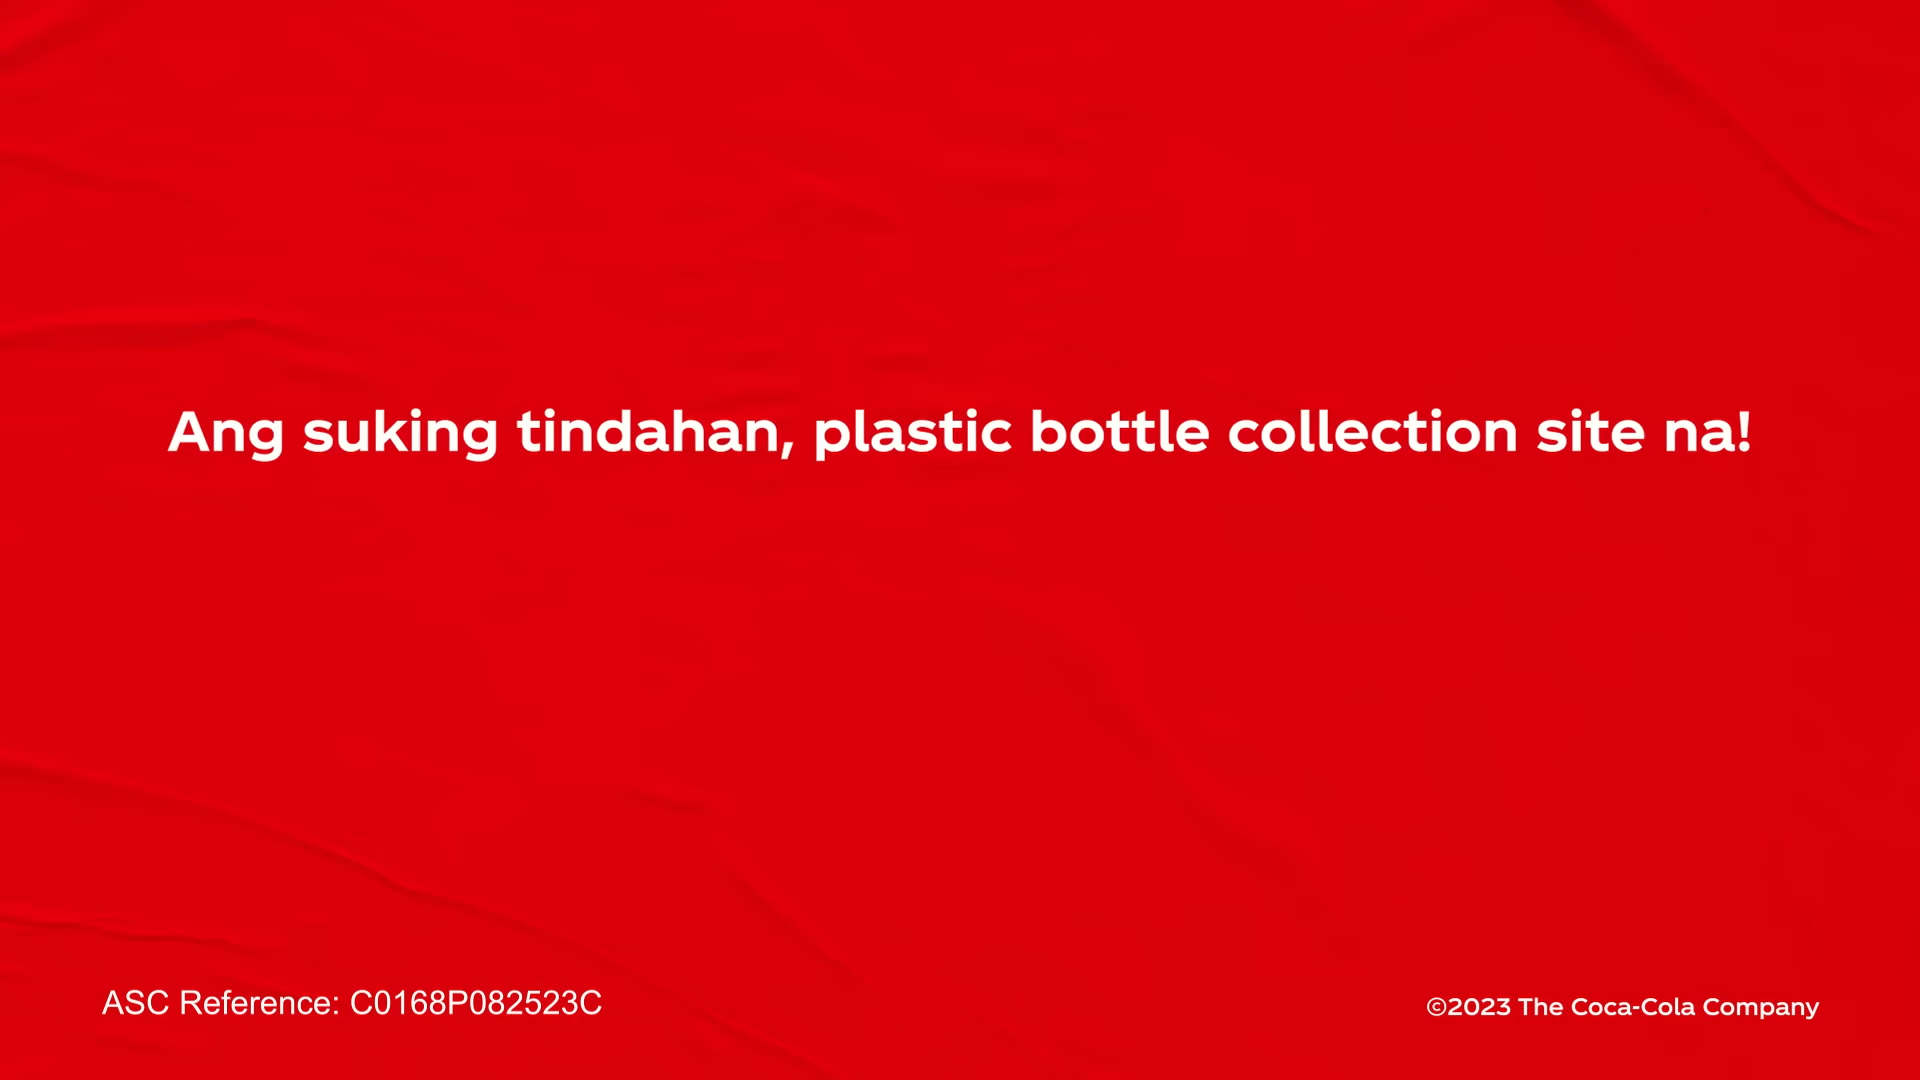 Ang suking tindahan, plastic bottle collection site na!
ASC Reference: C0168P082523C
©2023 The Coca-Cola Company